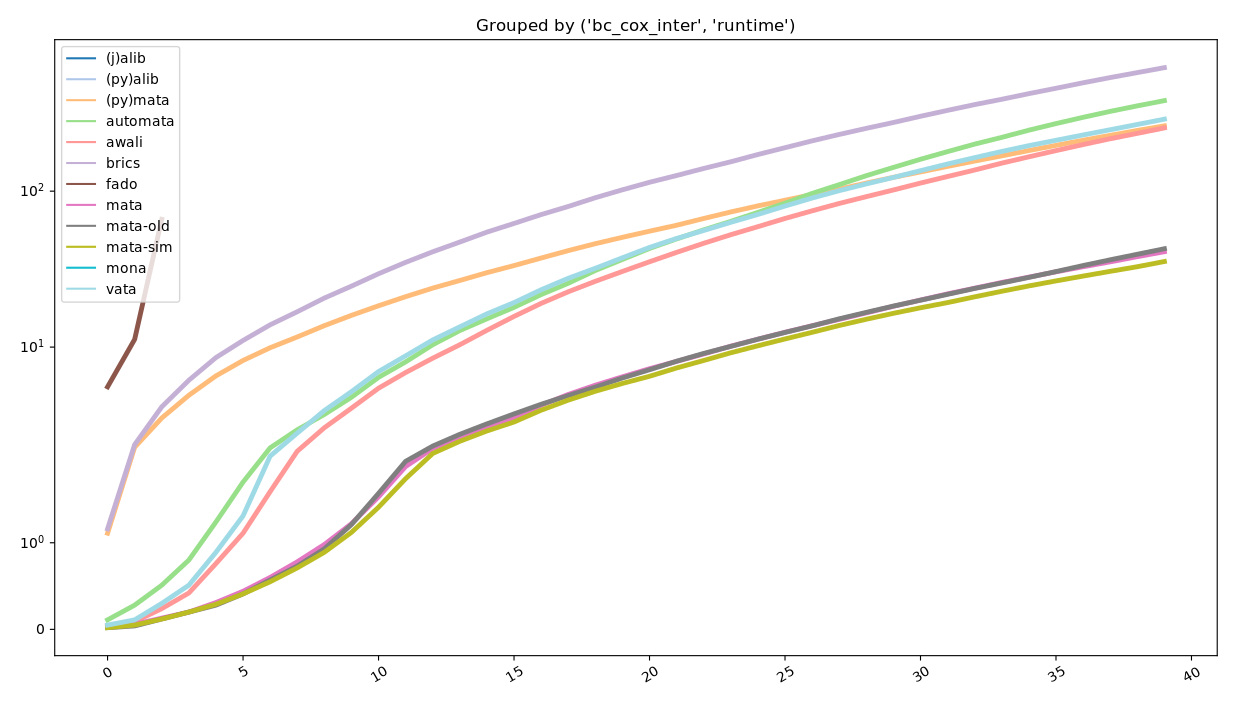 Grouped by ('bc_cox_inter', 'runtime')
(j)alib
(py)alib
(py)mata
automata
awali
brics
fado
mata
mata-old
mata-sim
mona
vata
10²
10¹
10⁰
0
0
5
10
15
20
25
30
35
40